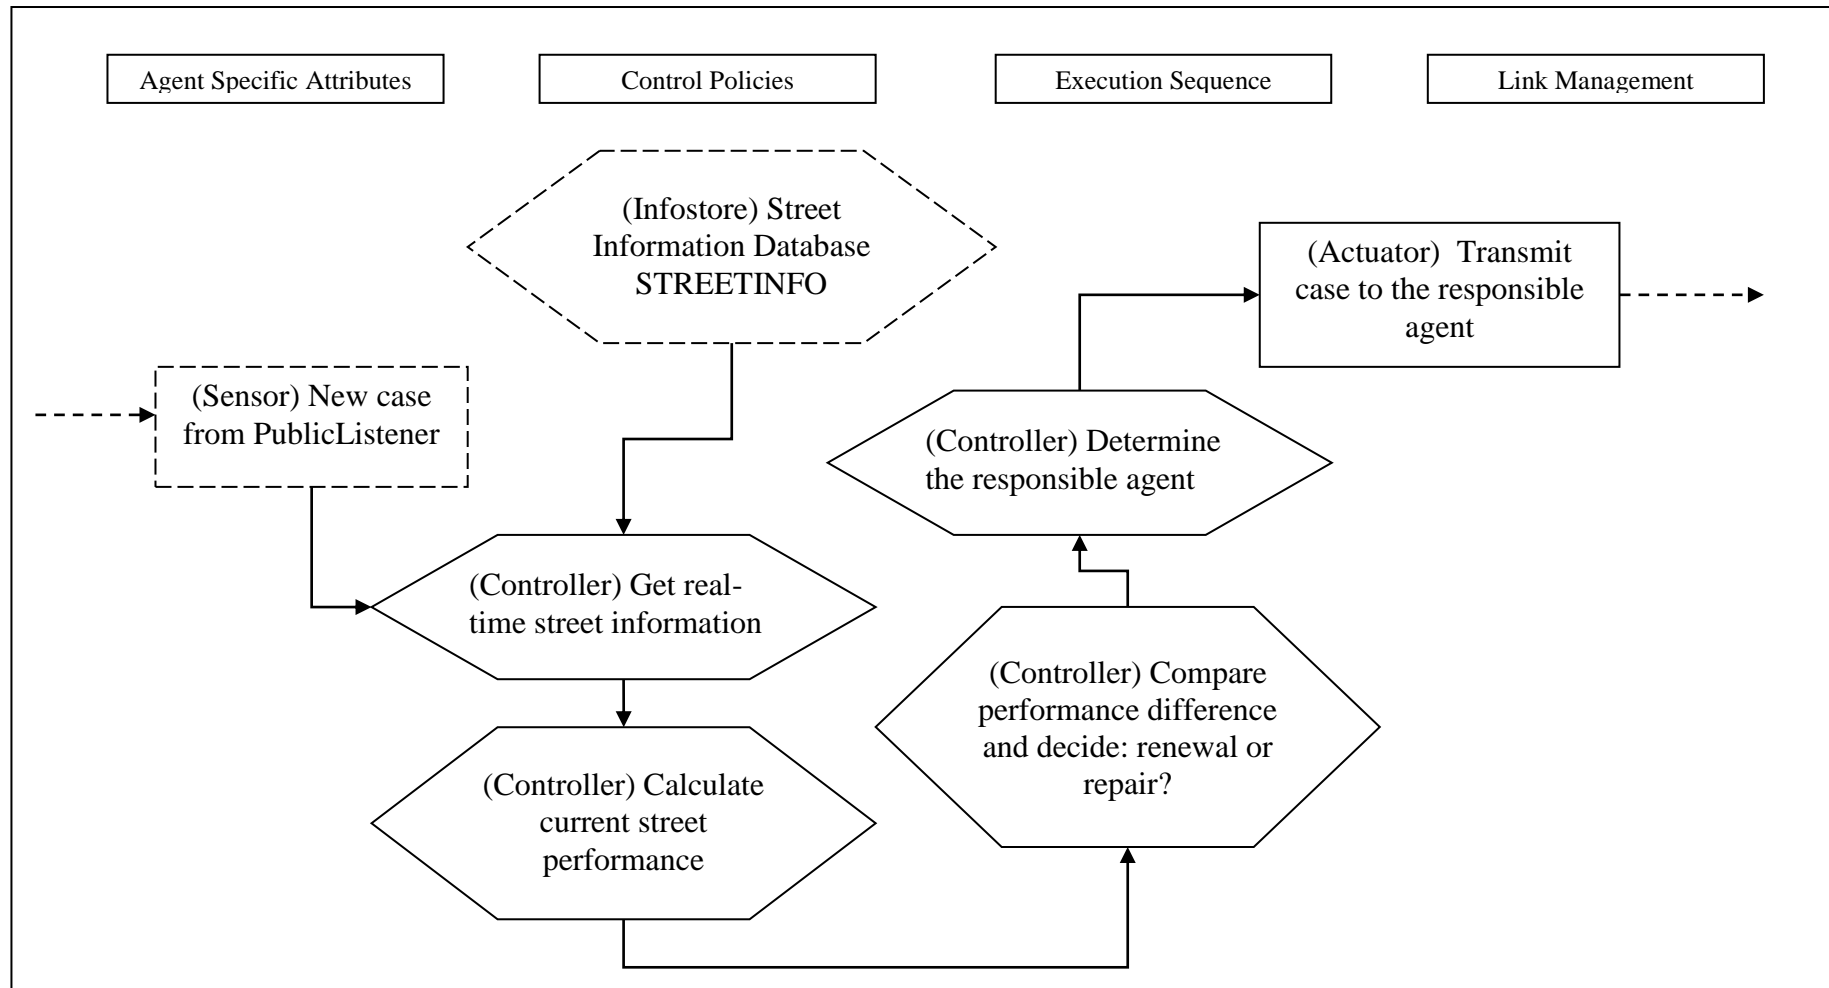 Agent Specific Attributes
Control Policies
Execution Sequence
Link Management
(Infostore) Street
Information Database
STREETINFO
(Actuator)  Transmit
case to the responsible
agent
(Sensor) New case
from PublicListener
(Controller) Determine
the responsible agent
(Controller) Get real-
time street information
(Controller) Compare
performance difference
and decide: renewal or
repair?
(Controller) Calculate
current street
performance